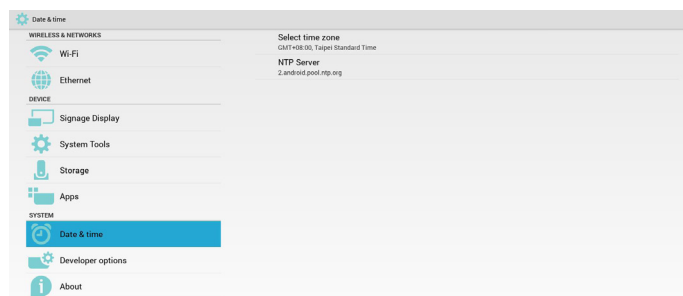 Date & time
WIRELESS & NETWORKS
Wi-Fi
Ethernet
DEVICE
Signage Display
System Tools
Storage
Apps
SYSTEM
Date & time
Developer options
About
Select time zone
GMT+08:00, Taipei Standard Time
NTP Server
2.android.pool.ntp.org